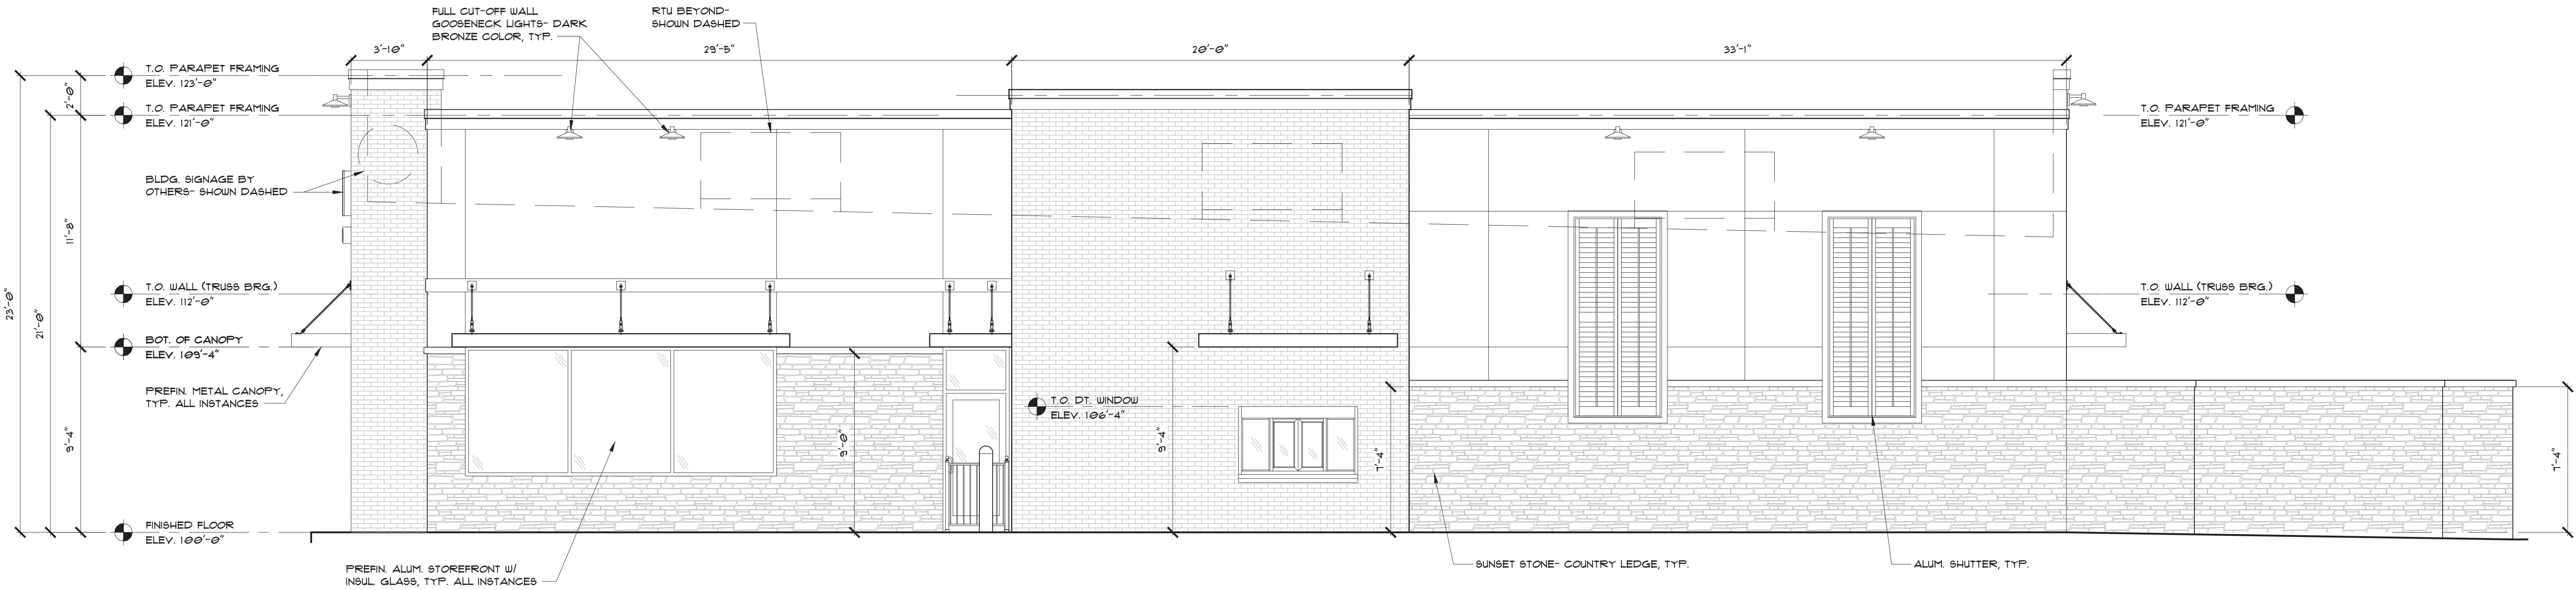 FULL CUT-OFF WALL
GOOSENECK LIGHTS- DARK
BRONZE COLOR, TYP.
RTU BEYOND-
SHOWN DASHED
3'-10"
29'-5"
20'-0"
33'-1"
T.O. PARAPET FRAMING
ELEV. 123'-0"
2'-0"
T.O. PARAPET FRAMING
ELEV. 121'-0"
T.O. PARAPET FRAMING
ELEV. 121'-0"
BLDG. SIGNAGE BY
OTHERS- SHOWN DASHED
11'-8"
T.O. WALL (TRUSS BRG.)
ELEV. 112'-0"
T.O. WALL (TRUSS BRG.)
ELEV. 112'-0"
23'-0"
21'-0"
BOT. OF CANOPY
ELEV. 109'-4"
PREFIN. METAL CANOPY,
TYP. ALL INSTANCES
T.O. DT. WINDOW
ELEV. 106'-4"
9'-4"
9'-0"
9'-4"
7'-4"
7'-4"
FINISHED FLOOR
ELEV. 100'-0"
PREFIN. ALUM. STOREFRONT W/
INSUL. GLASS, TYP. ALL INSTANCES
SUNSET STONE- COUNTRY LEDGE, TYP.
ALUM. SHUTTER, TYP.